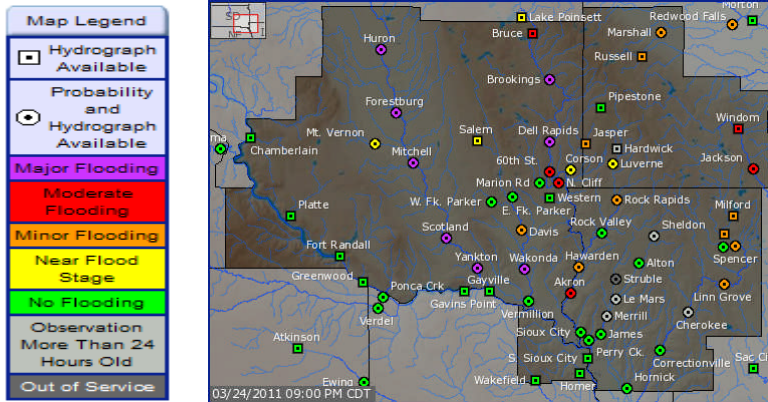 Map Legend
Hydrograph
Available
Probability
and
Hydrograph
Available
Major Flooding
Moderate
Flooding
Minor Flooding
Near Flood
Stage
No Flooding
Observation
More Than 24
Hours Old
Out of Service
SD
NE
I
Morton
Lake Poinsett
Redwood Falls
Bruce
Marshall
Huron
Russell
Brookings
Forestburg
Pipestone
Windom
Mt. Vernon
Salem
Dell Rapids
Jasper
ma
Chamberlain
Mitchell
60th St.
Corson
Hardwick
Luverne
Jackson
Marion Rd
N. Cliff
Platte
W. Fk. Parker
E. Fk. Parker
Western
Rock Rapids
Milford
Scotland
Davis
Rock Valley
Sheldon
Fort Randall
Yankton
Wakonda
Hawarden
Alton
Spencer
Greenwood
Ponca Crk
Gayville
Akron
Struble
Linn Grove
Gavins Point
Le Mars
Verdel
Vermillion
Merrill
Cherokee
Atkinson
Sioux City
James
S. Sioux City
Perry Ck.
Correctionville
Sac Ci
Ewing
Wakefield
Homer
Hornick
03/24/2011 09:00 PM CDT